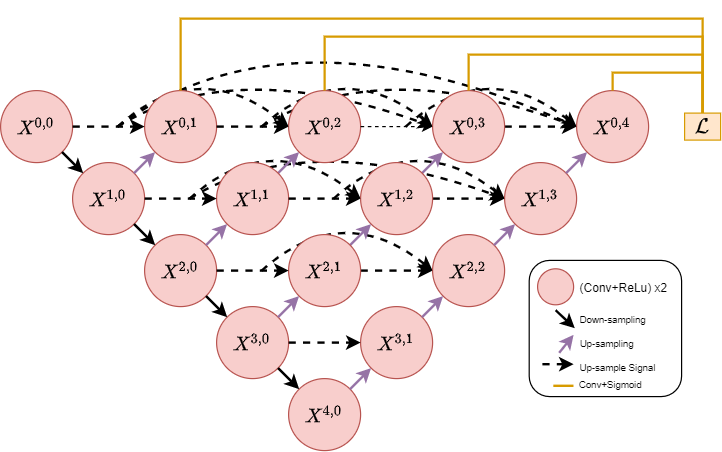 X^{0,0} X^{0,1} X^{0,2} X^{0,3} X^{0,4} ℒ
X^{1,0} X^{1,1} X^{1,2} X^{1,3}
X^{2,0} X^{2,1} X^{2,2}
X^{3,0} X^{3,1}
X^{4,0}
(Conv+ReLu) x2
Down-sampling
Up-sampling
Up-sample Signal
Conv+Sigmoid